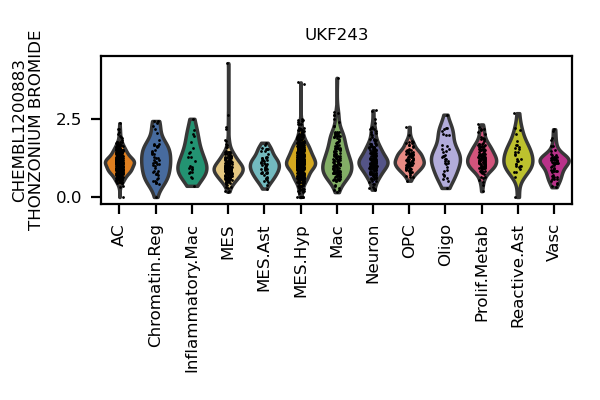 UKF243
CHEMBL1200883
THONZONIUM BROMIDE
2.5
0.0
AC
Chromatin.Reg
Inflammatory.Mac
MES
MES.Ast
MES.Hyp
Mac
Neuron
OPC
Oligo
Prolif.Metab
Reactive.Ast
Vasc